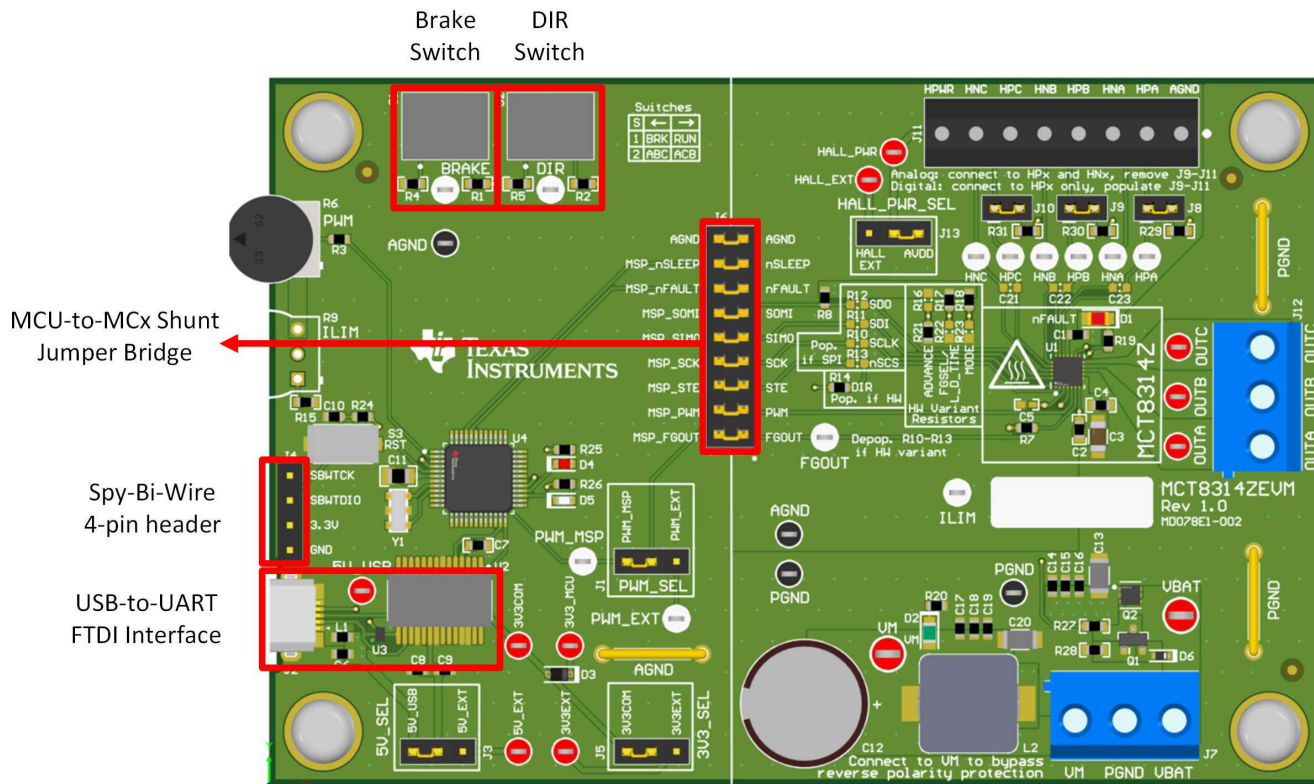 Brake
Switch
DIR
Switch
MCU-to-MCx Shunt
Jumper Bridge
Spy-Bi-Wire
4-pin header
USB-to-UART
FTDI Interface
BRAKE
R4
R1
DIR
R5
R2
Switches
S ← →
1 BRK RUN
2 ABC ACB
HPWR HNC HPC HNB HPB HNA HPA AGND
J11
HALL_PWR
HALL_EXT
Analog: connect to HPx and HNx, remove J9-J11
Digital: connect to HPx only, populate J9-J11
HALL_PWR_SEL
J13
HALL
EXT
AVDD
J10
J9
J8
R31
R30
R29
HNC
HPC
HNB
HPB
HNA
HPA
C21
C22
C23
PGND
R6
PWM
52
33
R3
AGND
R9
ILIM
TEXAS
INSTRUMENTS
J6
AGND AGND
MSP_nSLEEP nSLEEP
MSP_nFAULT nFAULT
MSP_SOMI SOMI
MSP_SIMO SIMO
MSP_SCK SCK
MSP_STE STE
MSP_PWM PWM
MSP_FGOUT FGOUT
R8
R12
SDO
R11
SDI
R10
SCLK
R13
nSCS
Pop.
if SPI
R14
DIR
Pop. if HW
R16
R17
R18
R21
R22
R23
ADVANCE
FGSEL/
L_D_TIME
MODE
HW Variant
Resistors
Depop. R10-R13
if HW variant
FGOUT
nFAULT
D1
C1
R19
U1
C4
C5
R7
C3
C2
MCT8314Z
OUTC
OUTB
OUTA
J12
OUTC
OUTB
OUTA
MCT8314ZEVM
Rev 1.0
MD078E1-002
ILIM
R15
C10
R24
S3
RST
J4
SBWTCK
SBWTDIO
3.3V
GND
C11
Y1
U4
R25
D4
R26
D5
C7
U2
5V_USB
L1
U3
C6
J2
C8
C9
PWM_MSP
PWM_MSP
PWM_EXT
J1
PWM_SEL
PWM_EXT
3V3COM
3V3_MCU
D3
AGND
5V_SEL
5V_USB
5V_EXT
J3
5V_EXT
3V3EXT
J5
3V3COM
3V3EXT
3V3_SEL
AGND
PGND
PGND
R20
D2
VM
C17
C18
C19
C20
VM
C14
C15
C16
C13
Q2
VBAT
R27
R28
Q1
D6
PGND
+
C12
L2
Connect to VM to bypass
reverse polarity protection
VM
PGND
VBAT
J7